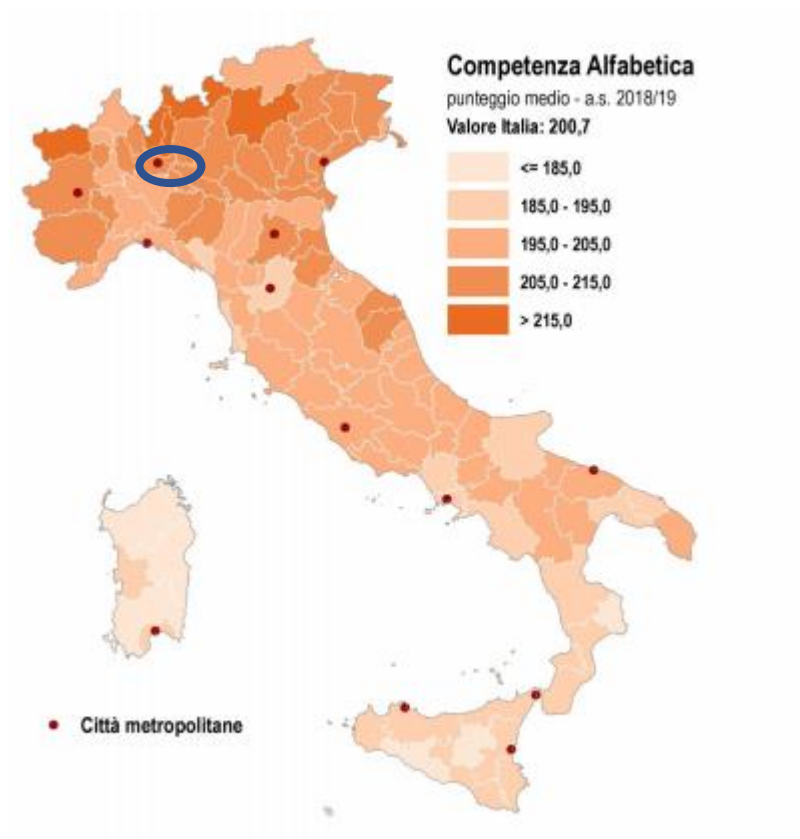 Competenza Alfabetica
punteggio medio - a.s. 2018/19
Valore Italia: 200,7
<= 185,0
185,0 - 195,0
195,0 - 205,0
205,0 - 215,0
> 215,0
Città metropolitane